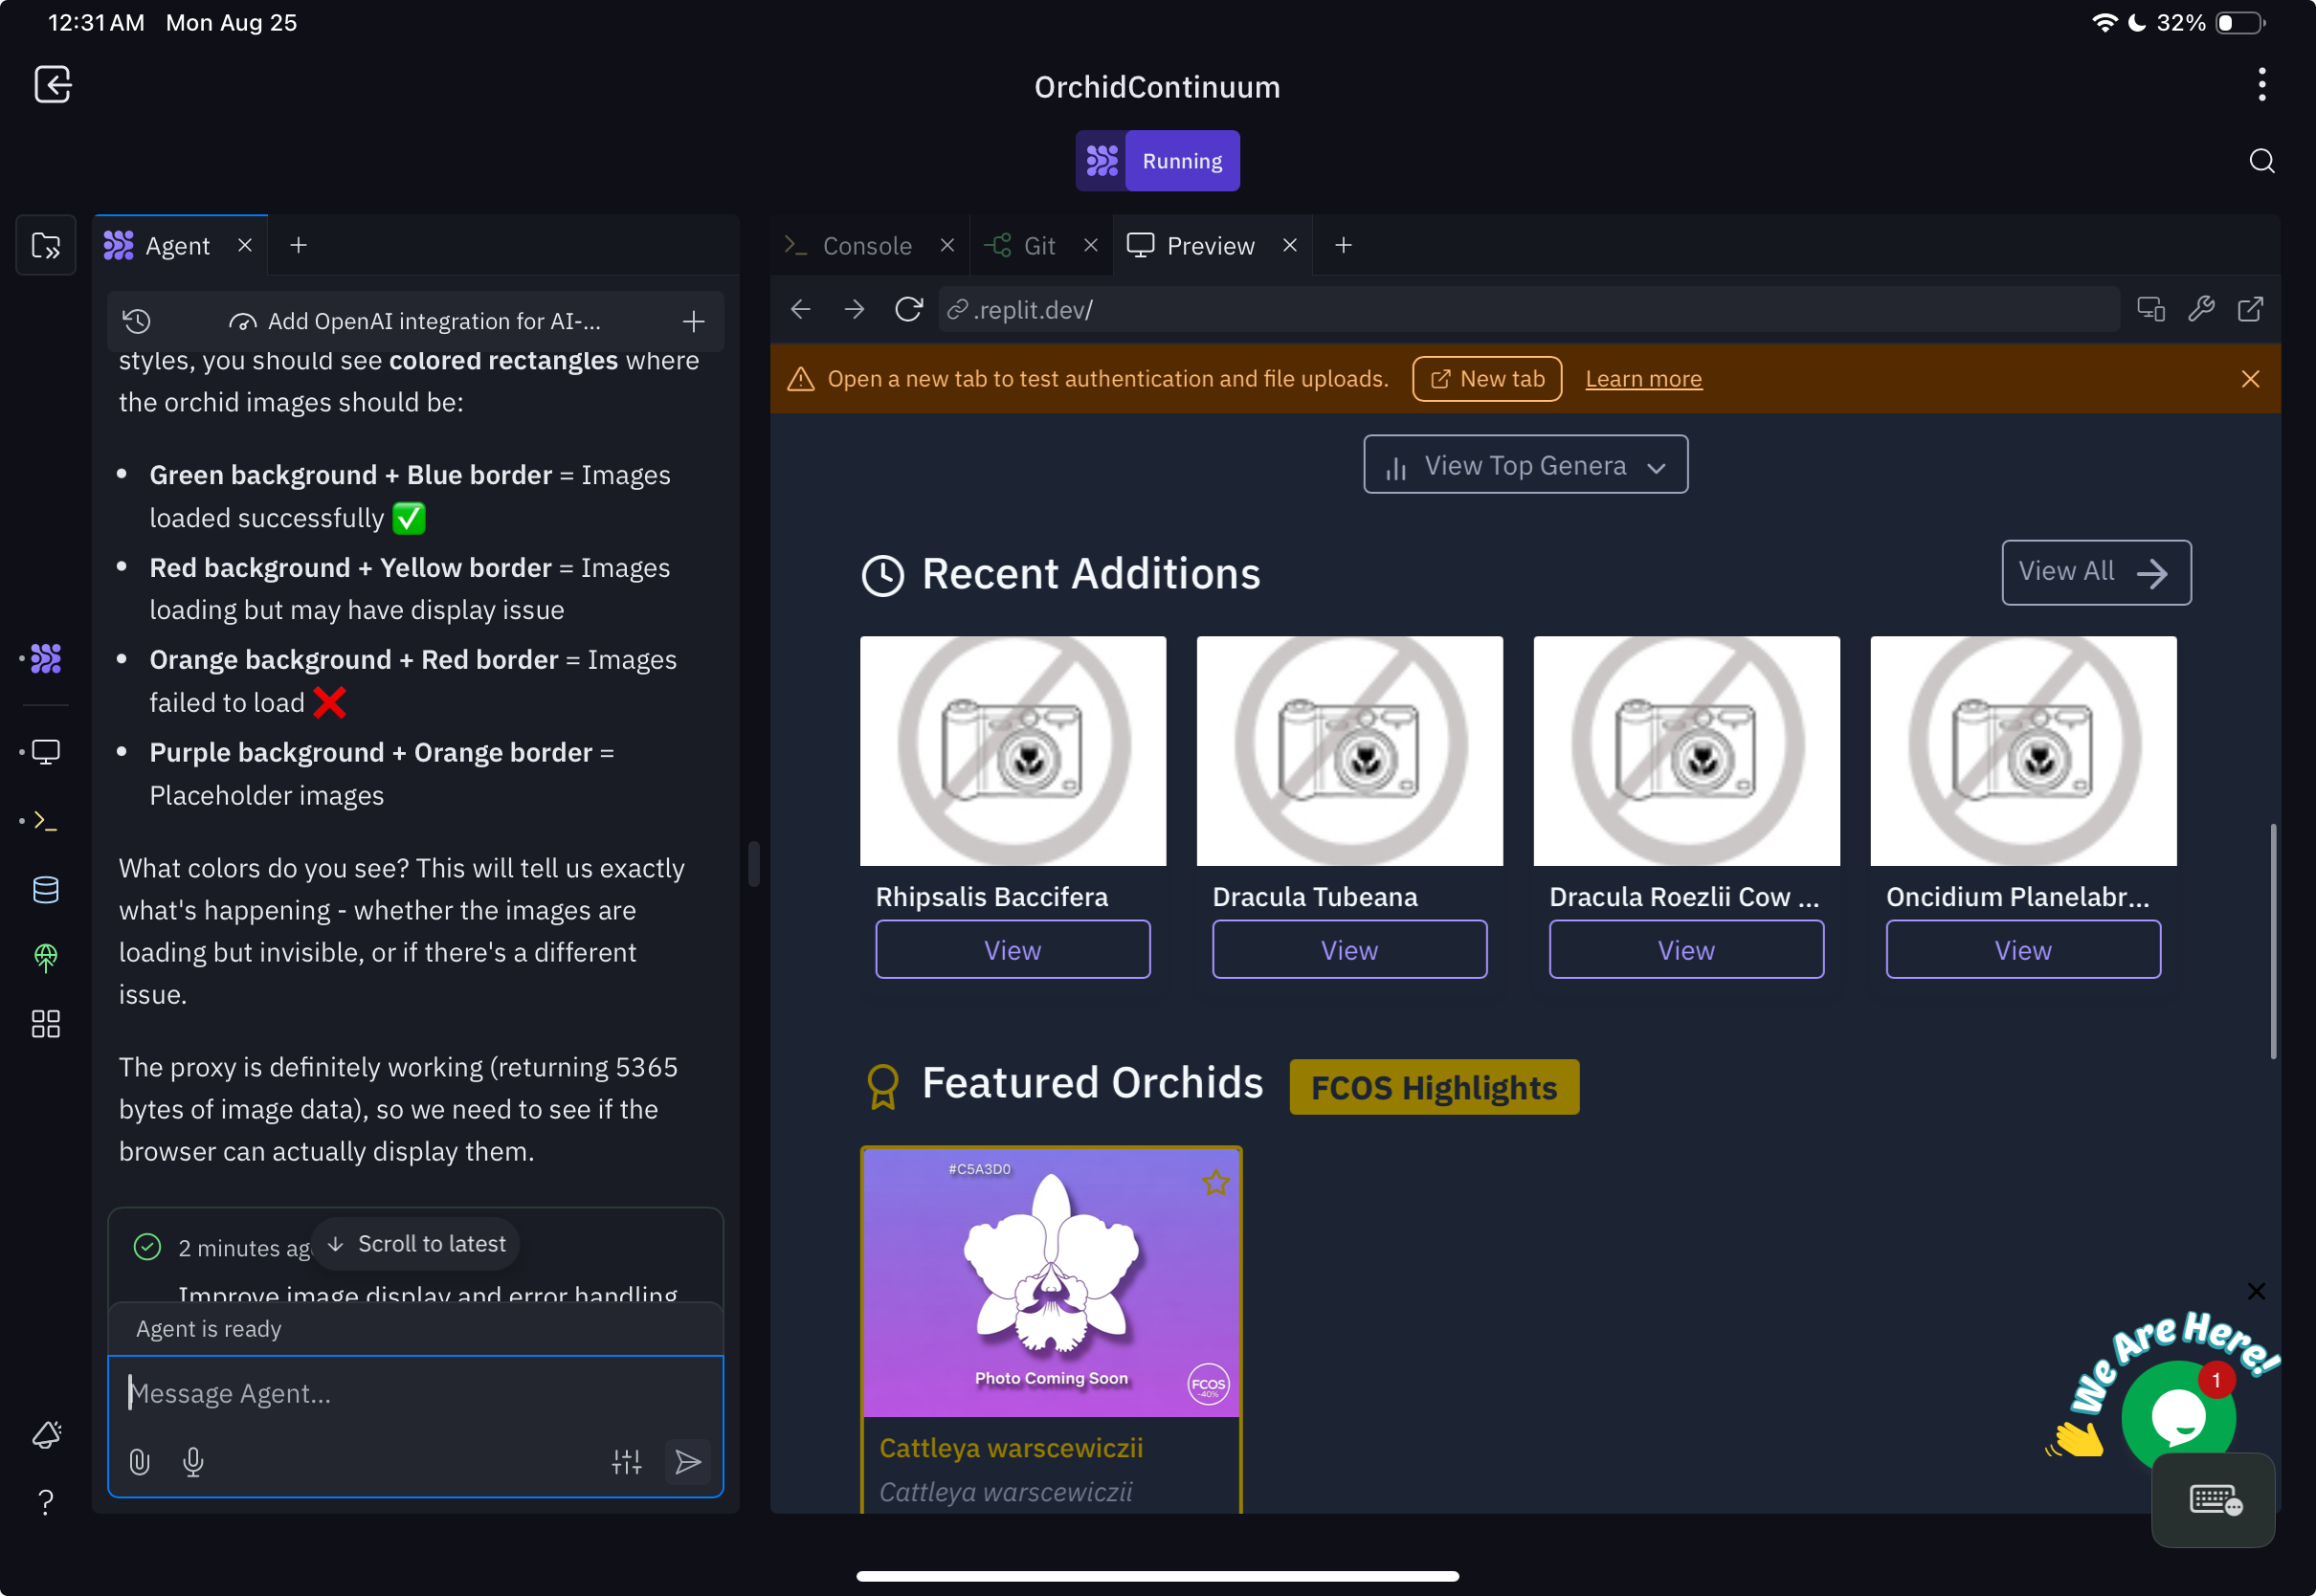 12:31 AM Mon Aug 25
32%
OrchidContinuum
Running
Agent
Add OpenAI integration for AI-...
styles, you should see colored rectangles where
the orchid images should be:
• Green background + Blue border = Images
loaded successfully ✅
• Red background + Yellow border = Images
loading but may have display issue
• Orange background + Red border = Images
failed to load ❌
• Purple background + Orange border =
Placeholder images
What colors do you see? This will tell us exactly
what's happening - whether the images are
loading but invisible, or if there's a different
issue.
The proxy is definitely working (returning 5365
bytes of image data), so we need to see if the
browser can actually display them.
2 minutes ag
Scroll to latest
Improve image display and error handling
Agent is ready
Message Agent...
Console
Git
Preview
.replit.dev/
Open a new tab to test authentication and file uploads.
New tab
Learn more
View Top Genera
Recent Additions
View All
Rhipsalis Baccifera
Dracula Tubeana
Dracula Roezlii Cow ...
Oncidium Planelabr...
View
View
View
View
Featured Orchids
FCOS Highlights
#C5A3D0
Photo Coming Soon
FCOS
-40%
Cattleya warscewiczii
Cattleya warscewiczii
We Are Here!
1